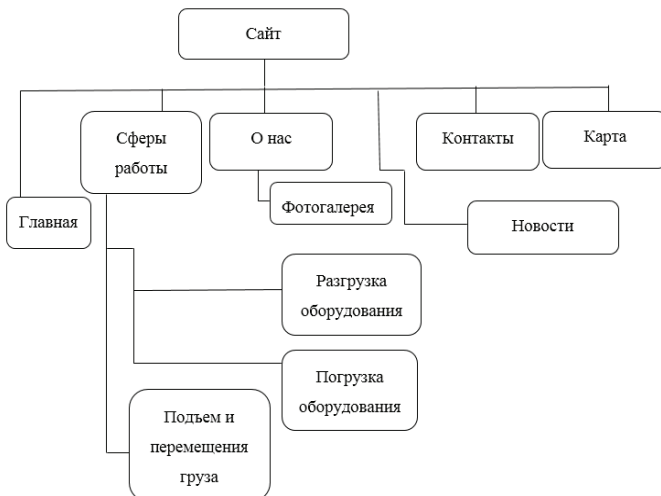 Сайт
Сферы
работы
О нас
Контакты
Карта
Главная
Фотогалерея
Новости
Разгрузка
оборудования
Погрузка
оборудования
Подъем и
перемещения
груза